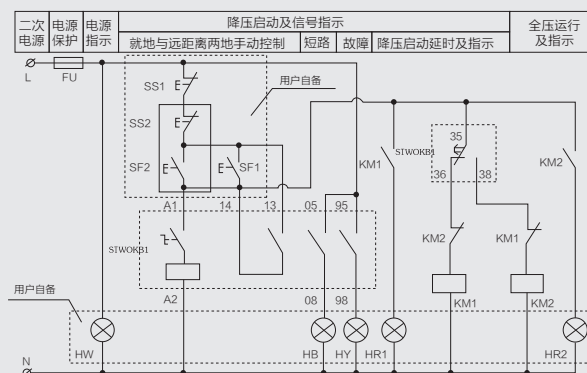 二次电源
电源保护
电源指示
降压启动及信号指示
就地与远距离两地手动控制
短路
故障
降压启动延时及指示
全压运行及指示
L
FU
SS1
用户自备
SS2
SF2
SF1
KM1
STWOKB1
35
36
38
KM2
A1
14
13
05
95
STWOKB1
KM2
KM1
A2
08
98
KM1
KM2
用户自备
HW
HB
HY
HR1
HR2
N